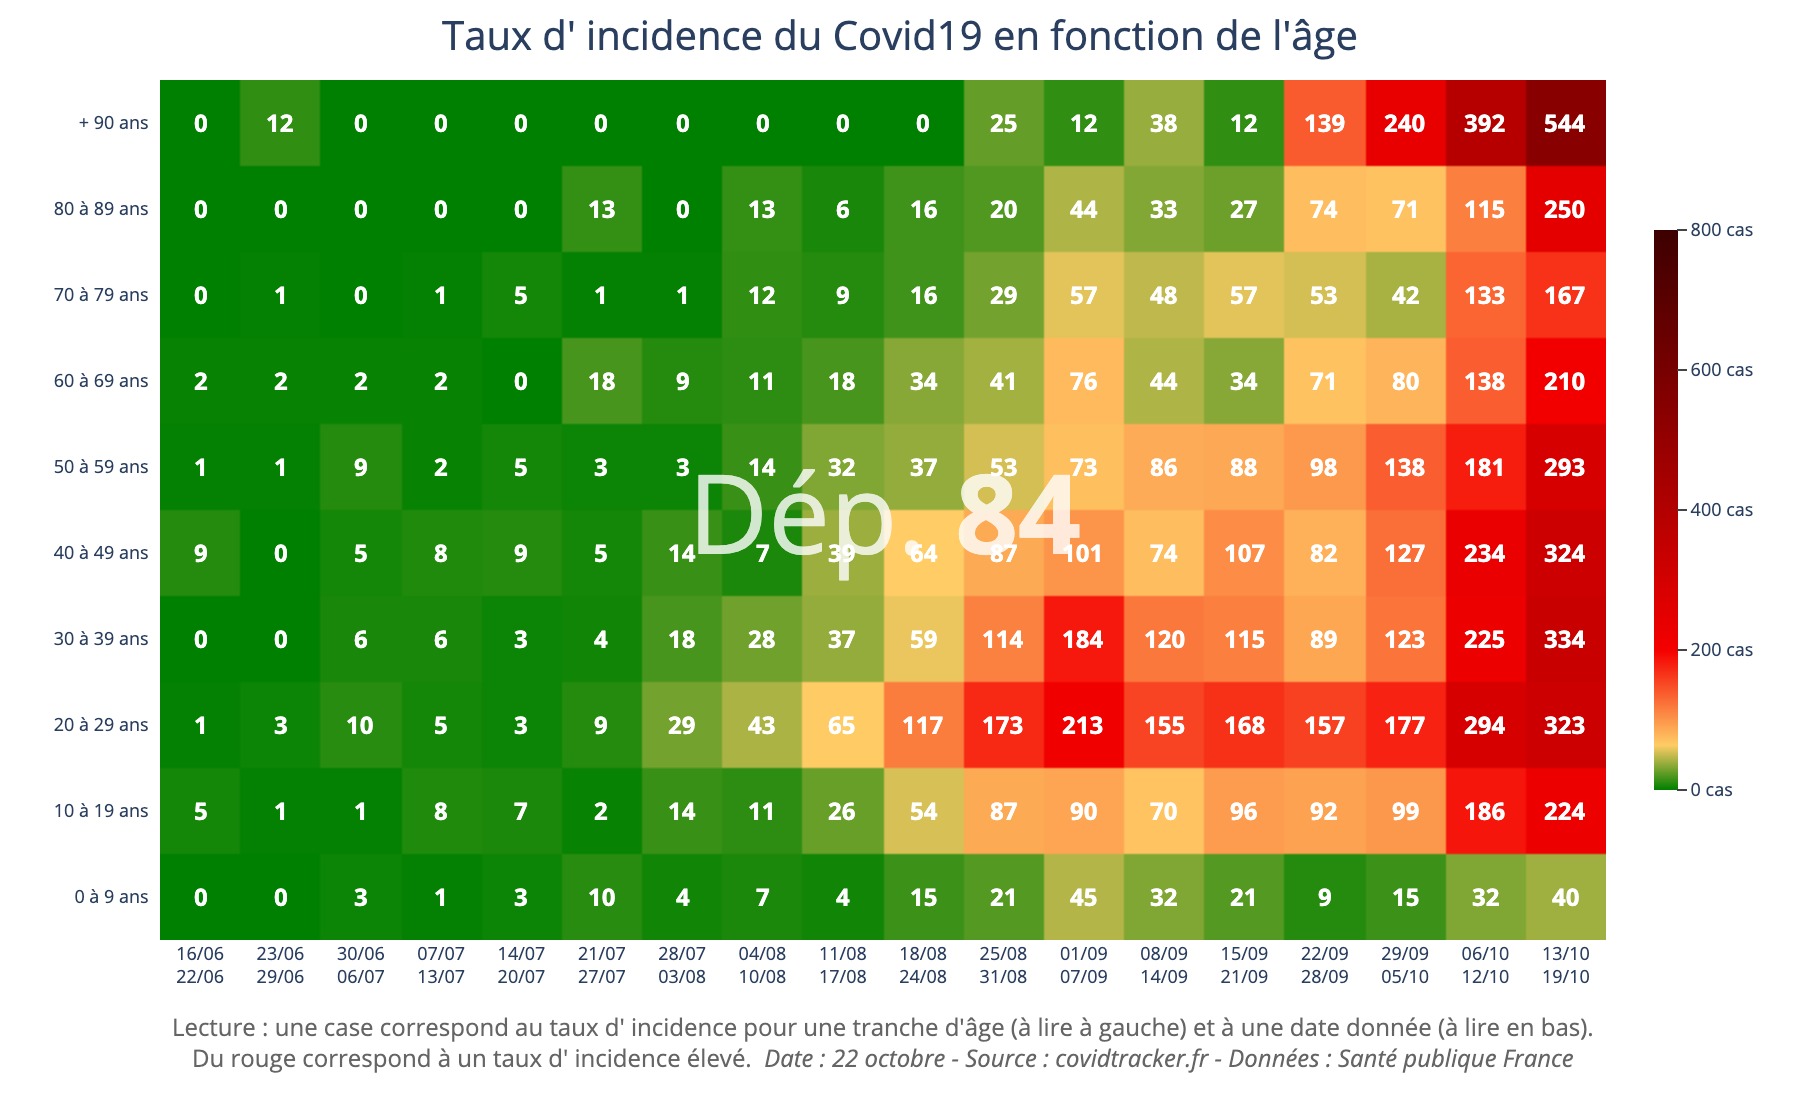 Taux d' incidence du Covid19 en fonction de l'âge
+ 90 ans 0 12 0 0 0 0 0 0 0 0 25 12 38 12 139 240 392 544
80 à 89 ans 0 0 0 0 0 13 0 13 6 16 20 44 33 27 74 71 115 250
70 à 79 ans 0 1 0 1 5 1 1 12 9 16 29 57 48 57 53 42 133 167
60 à 69 ans 2 2 2 2 0 18 9 11 18 34 41 76 44 34 71 80 138 210
50 à 59 ans 1 1 9 2 5 3 3 14 32 37 53 73 86 88 98 138 181 293
Dép. 84
40 à 49 ans 9 0 5 8 9 5 14 7 39 64 87 101 74 107 82 127 234 324
30 à 39 ans 0 0 6 6 3 4 18 28 37 59 114 184 120 115 89 123 225 334
20 à 29 ans 1 3 10 5 3 9 29 43 65 117 173 213 155 168 157 177 294 323
10 à 19 ans 5 1 1 8 7 2 14 11 26 54 87 90 70 96 92 99 186 224
0 à 9 ans 0 0 3 1 3 10 4 7 4 15 21 45 32 21 9 15 32 40
16/06 23/06 30/06 07/07 14/07 21/07 28/07 04/08 11/08 18/08 25/08 01/09 08/09 15/09 22/09 29/09 06/10 13/10
22/06 29/06 06/07 13/07 20/07 27/07 03/08 10/08 17/08 24/08 31/08 07/09 14/09 21/09 28/09 05/10 12/10 19/10
800 cas
600 cas
400 cas
200 cas
0 cas
Lecture : une case correspond au taux d' incidence pour une tranche d'âge (à lire à gauche) et à une date donnée (à lire en bas).
Du rouge correspond à un taux d' incidence élevé. Date : 22 octobre - Source : covidtracker.fr - Données : Santé publique France